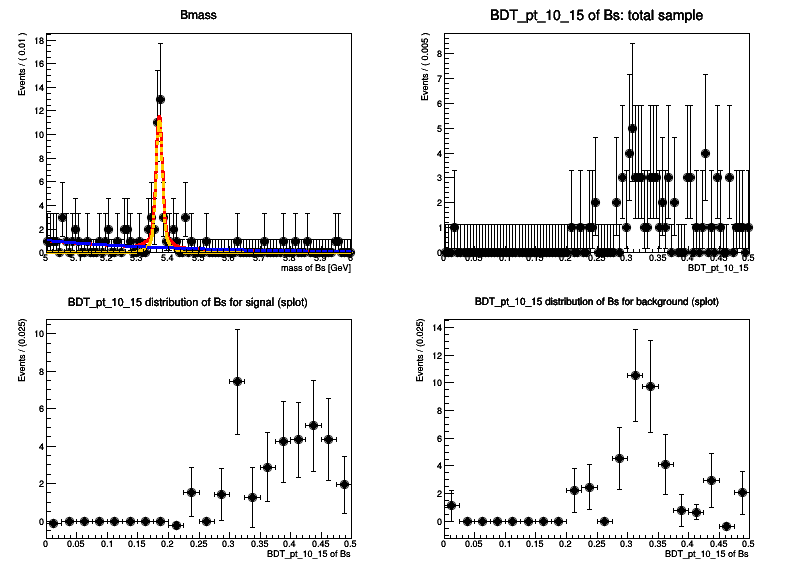 Bmass
Events / ( 0.01 )
18
16
14
12
10
8
6
4
2
0
5 5.1 5.2 5.3 5.4 5.5 5.6 5.7 5.8 5.9 6
mass of Bs [GeV]
BDT_pt_10_15 of Bs: total sample
Events / ( 0.005 )
8
7
6
5
4
3
2
1
0
0 0.05 0.1 0.15 0.2 0.25 0.3 0.35 0.4 0.45 0.5
BDT_pt_10_15
BDT_pt_10_15 distribution of Bs for signal (splot)
Events / (0.025)
10
8
6
4
2
0
0 0.05 0.1 0.15 0.2 0.25 0.3 0.35 0.4 0.45 0.5
BDT_pt_10_15 of Bs
BDT_pt_10_15 distribution of Bs for background (splot)
Events / (0.025)
14
12
10
8
6
4
2
0
0 0.05 0.1 0.15 0.2 0.25 0.3 0.35 0.4 0.45 0.5
BDT_pt_10_15 of Bs